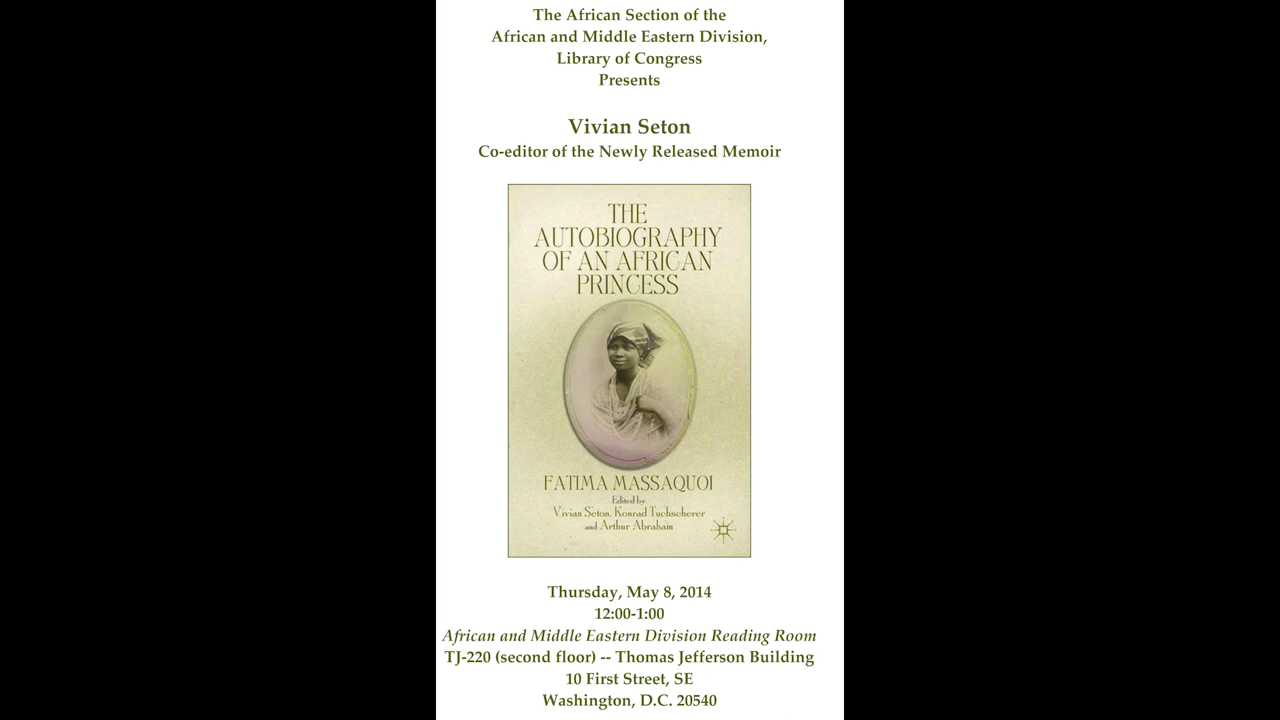 The African Section of the
African and Middle Eastern Division,
Library of Congress
Presents
Vivian Seton
Co-editor of the Newly Released Memoir
THE
AUTOBIOGRAPHY
OF AN AFRICAN
PRINCESS
FATIMA MASSAQUOI
Edited by
Vivian Seton, Konrad Tuchscherer
and Arthur Abraham
Thursday, May 8, 2014
12:00-1:00
African and Middle Eastern Division Reading Room
TJ-220 (second floor) -- Thomas Jefferson Building
10 First Street, SE
Washington, D.C. 20540